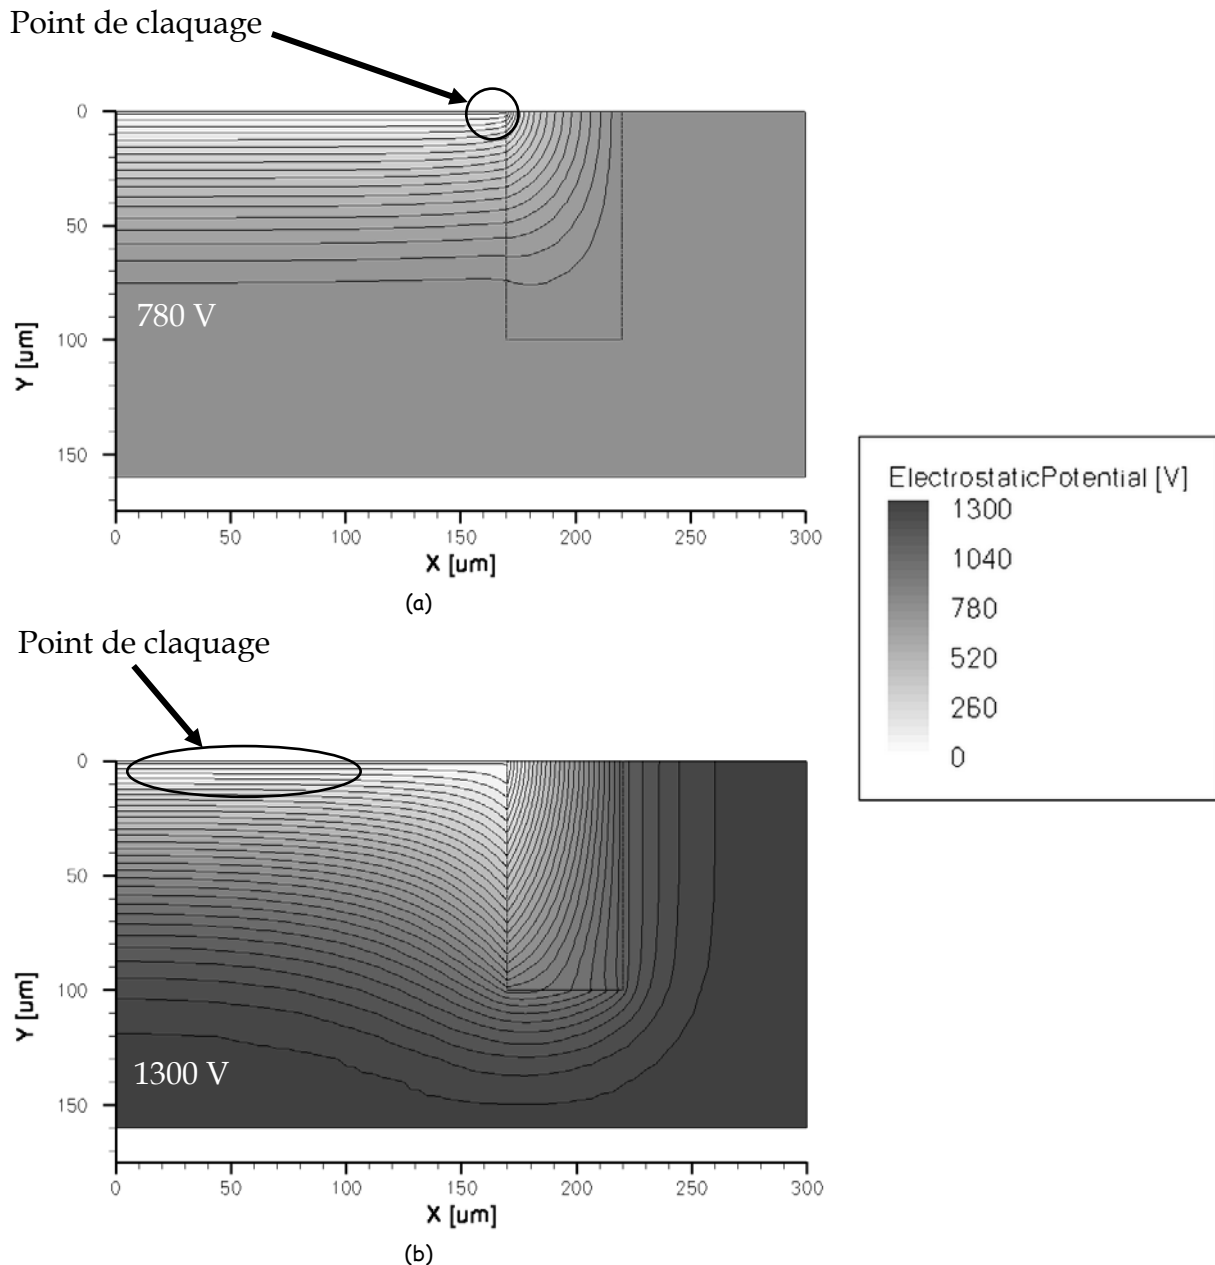 Point de claquage
0
50
100
150
Y [um]
780 V
0 50 100 150 200 250 300
X [um]
(a)
ElectrostaticPotential [V]
1300
1040
780
520
260
0
Point de claquage
0
50
100
150
Y [um]
1300 V
0 50 100 150 200 250 300
X [um]
(b)